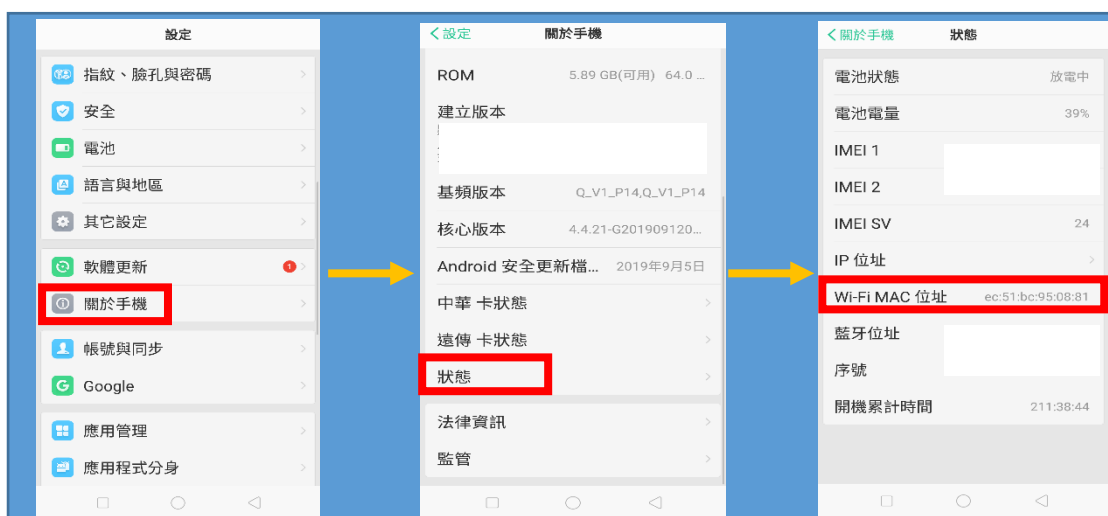 設定
指紋、臉孔與密碼
安全
電池
語言與地區
其它設定
軟體更新 1
關於手機
帳號與同步
Google
應用管理
應用程式分身
設定 關於手機
ROM 5.89 GB(可用) 64.0 ...
建立版本
基頻版本 Q_V1_P14,Q_V1_P14
核心版本 4.4.21-G201909120...
Android 安全更新檔... 2019年9月5日
中華 卡狀態
遠傳 卡狀態
狀態
法律資訊
監管
關於手機 狀態
電池狀態 放電中
電池電量 39%
IMEI 1
IMEI 2
IMEI SV 24
IP 位址
Wi-Fi MAC 位址 ec:51:bc:95:08:81
藍牙位址
序號
開機累計時間 211:38:44